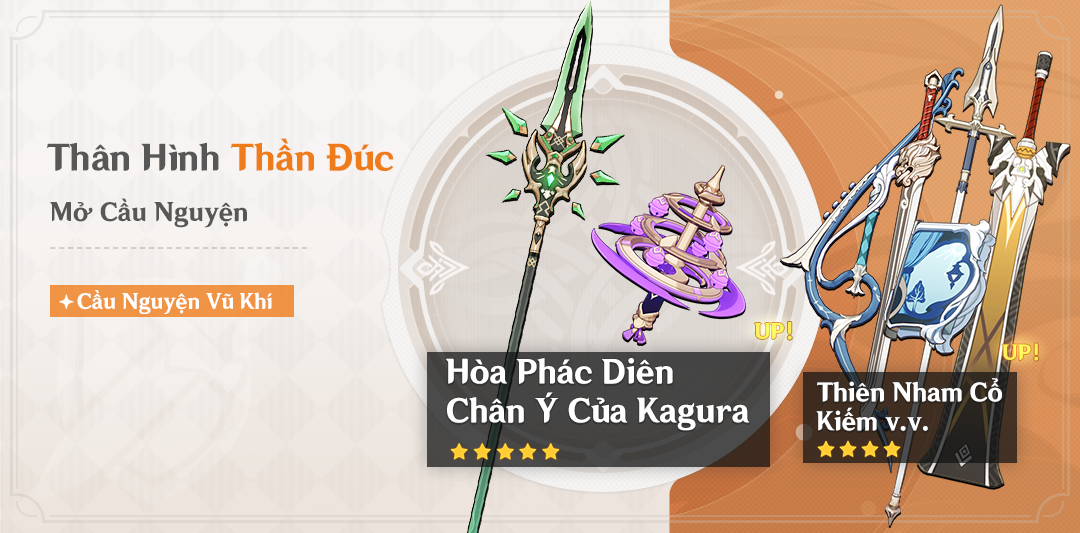 Thân Hình Thần Đúc
Mở Cầu Nguyện
Cầu Nguyện Vũ Khí
UP!
Hòa Phác Diên
Chân Ý Của Kagura
UP!
Thiên Nham Cổ
Kiếm v.v.